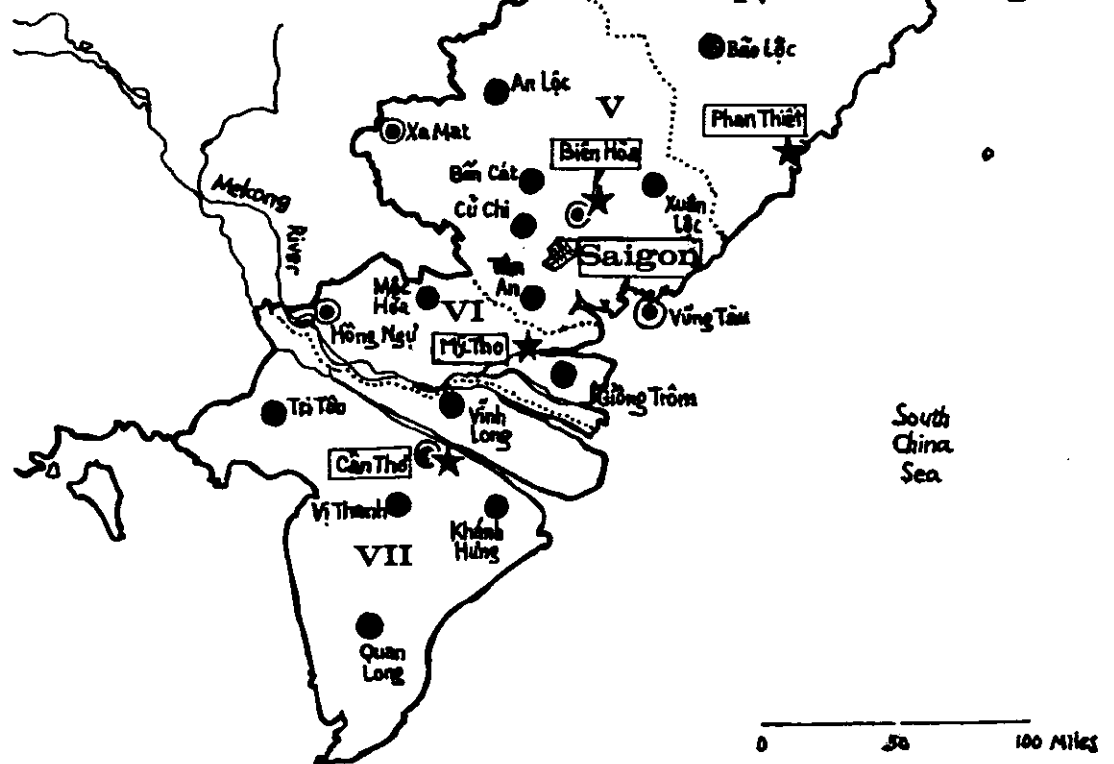 Bảo Lộc
An Lộc
V
Phan Thiết
Xa Mat
Biên Hòa
Bến Cát
Xuân
Lộc
Củ Chi
Mekong
River
Saigon
Tân
An
Mộc
Hóa
VI
Vũng Tàu
Hồng Ngự
Mỹ Tho
Giồng Trôm
Tri Tôn
Vĩnh
Long
South
China
Sea
Cần Thơ
Vị Thanh
Khánh
Hưng
VII
Quan
Long
0 50 100 Miles